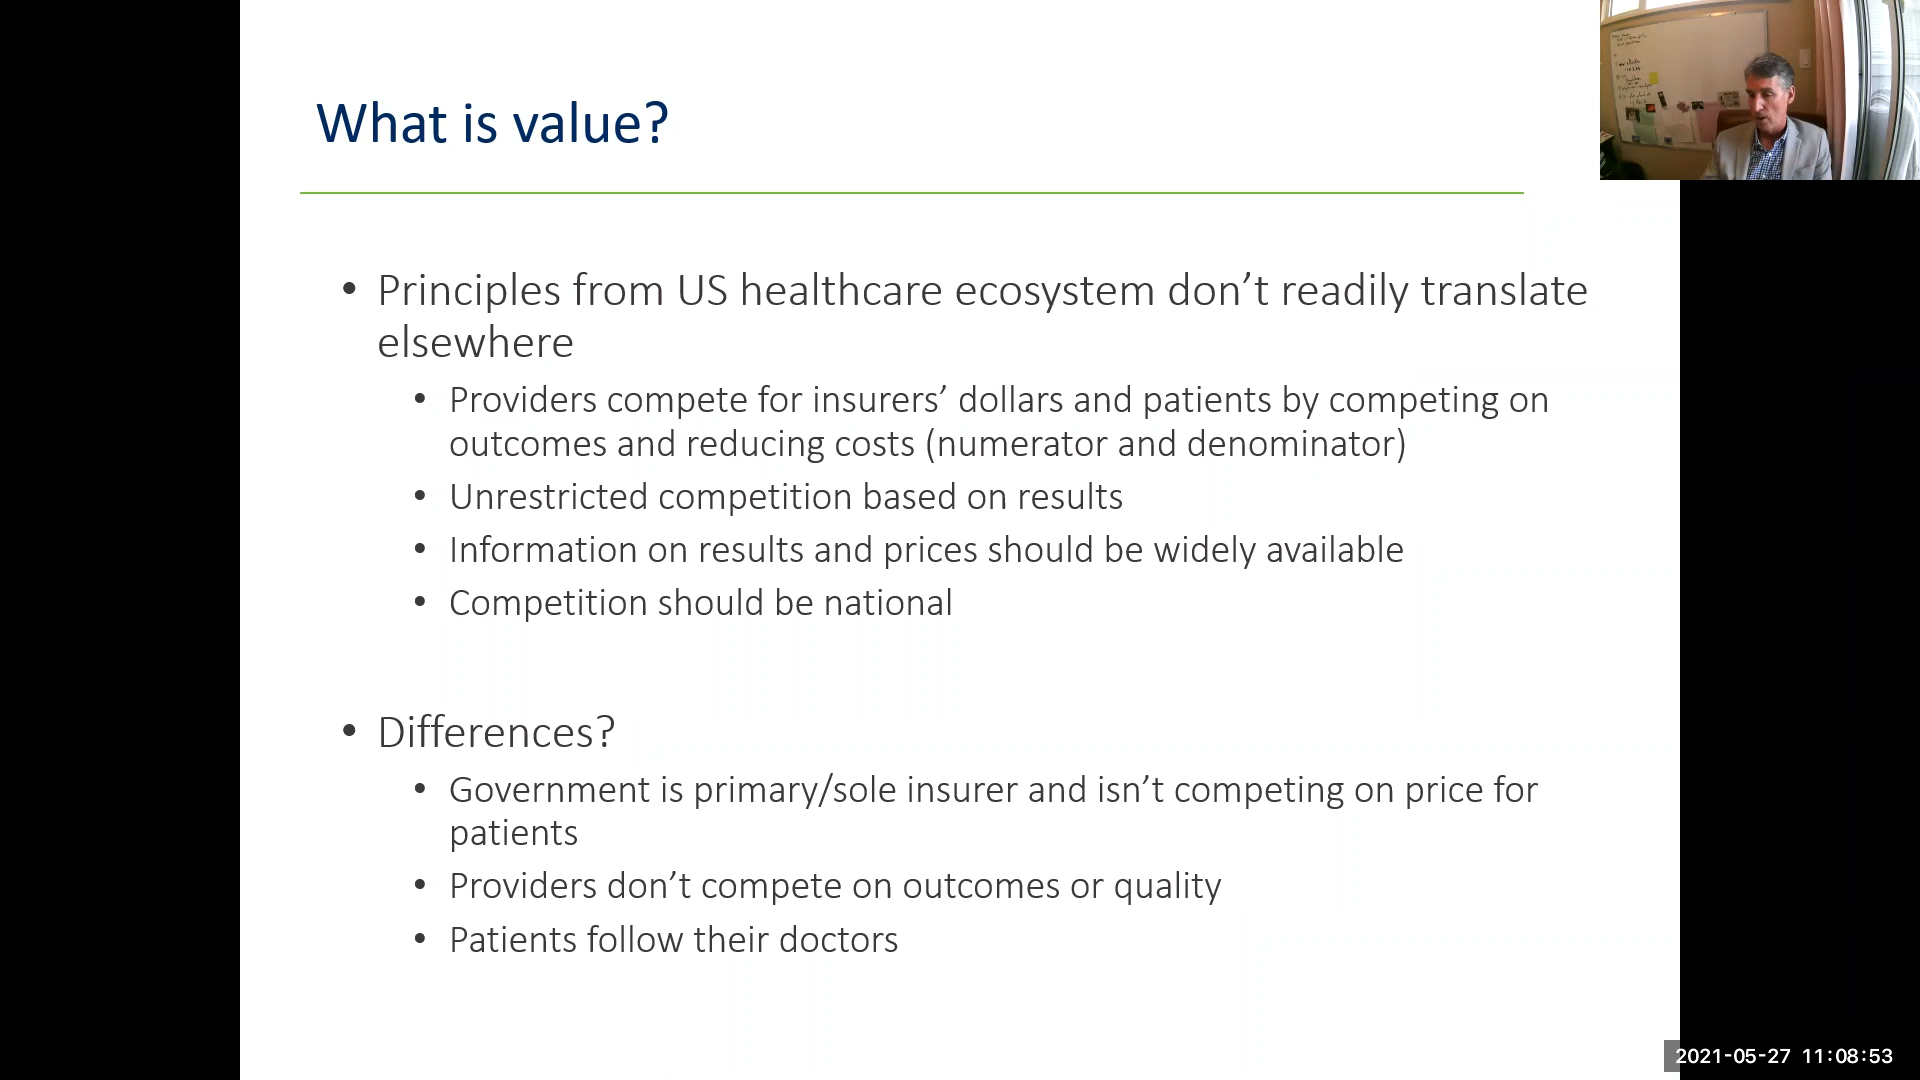 What is value?
• Principles from US healthcare ecosystem don’t readily translate
elsewhere
• Providers compete for insurers’ dollars and patients by competing on
outcomes and reducing costs (numerator and denominator)
• Unrestricted competition based on results
• Information on results and prices should be widely available
• Competition should be national
• Differences?
• Government is primary/sole insurer and isn’t competing on price for
patients
• Providers don’t compete on outcomes or quality
• Patients follow their doctors
2021-05-27 11:08:53